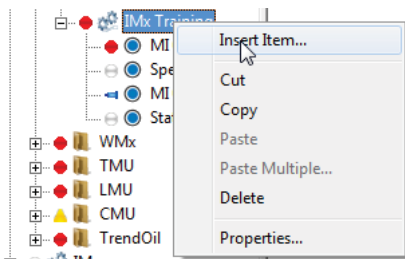 IMx Training
Insert Item...
MI
Spe
Cut
MI
Copy
Sta
Paste
WMx
Paste Multiple...
TMU
LMU
Delete
CMU
TrendOil
Properties...